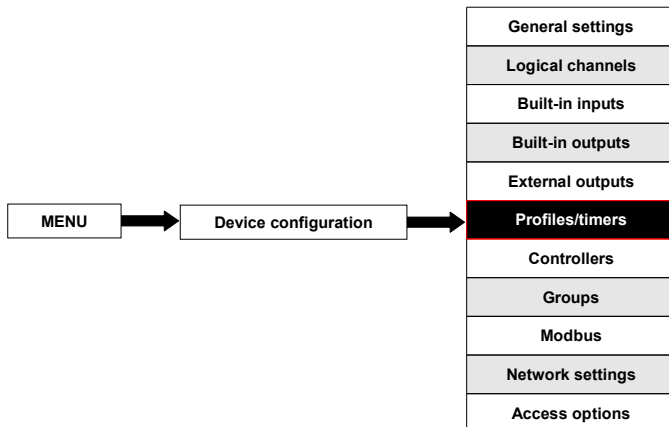 General settings
Logical channels
Built-in inputs
Built-in outputs
External outputs
MENU
Device configuration
Profiles/timers
Controllers
Groups
Modbus
Network settings
Access options